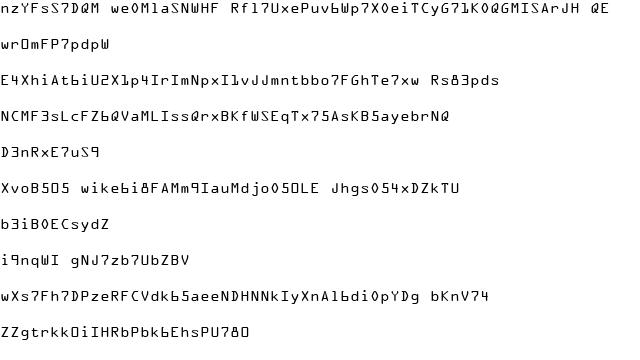 nzYFsS7DQM we0M1aSNWHF Rf17UxePuv6Wp7X0eiTCyG71K0QGMISArJH QE
wr0mFP7pdpW
E4XhiAt6iU2X1p4IrImNpxI1vJJmntbbo7FGhTe7xw Rs83pds
NCMF3sLcFZ6QVaMLIssQrxBKfWSEqTx75AsKB5ayebrNQ
D3nRxE7uS9
XvoB505 wike6i8FAMm9IauMdjo050LE Jhgs054xDZkTU
b3iB0ECsydZ
i9nqWI gNJ7zb7UbZBV
wXs7Fh7DPzeRFCVdk65aeeNDHNNkIyXnA16di0pYDg bKnV74
ZZgtrkk0iIHRbPbk6EhsPU780